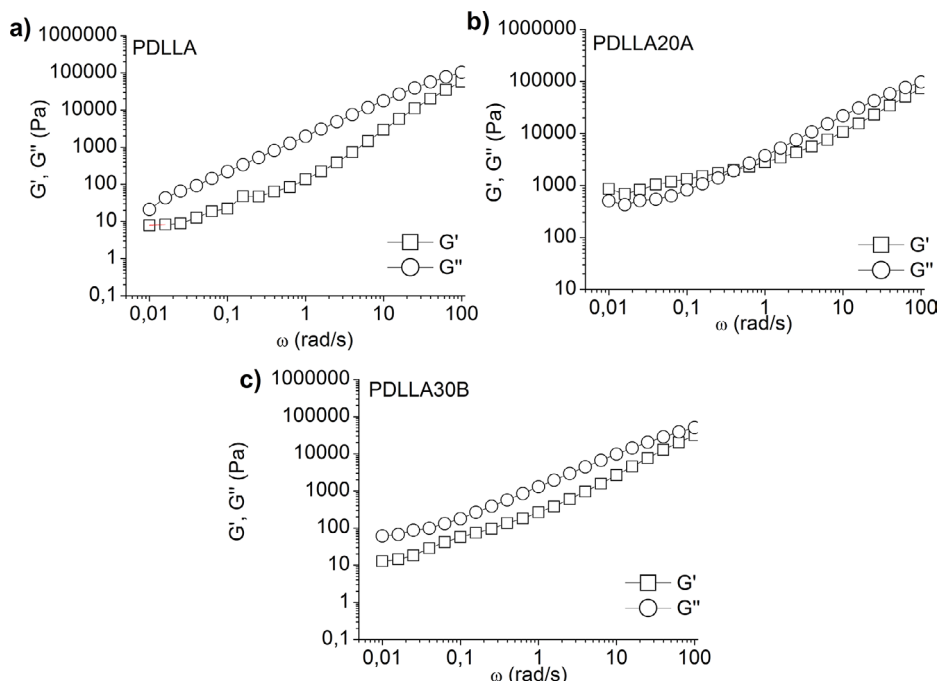 a)
PDLLA
1000000
100000
10000
1000
100
10
1
0,1
G', G" (Pa)
G'
G"
0,01 0,1 1 10 100
ω (rad/s)
b)
PDLLA20A
1000000
100000
10000
1000
100
10
G', G" (Pa)
G'
G"
0,01 0,1 1 10 100
ω (rad/s)
c)
PDLLA30B
1000000
100000
10000
1000
100
10
1
0,1
G', G" (Pa)
G'
G"
0,01 0,1 1 10 100
ω (rad/s)